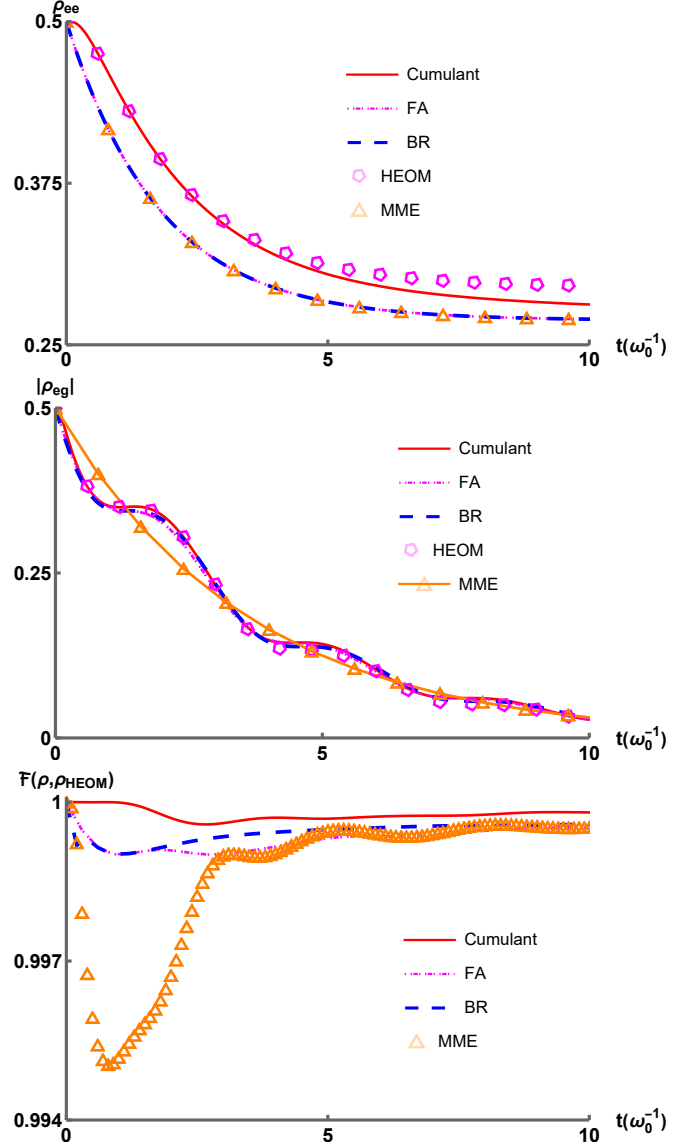 ρee
0.5
Cumulant
FA
BR
HEOM
MME
0.375
0.25
0
5
10
t(ω₀⁻¹)
|ρeg|
0.5
Cumulant
FA
BR
HEOM
MME
0.25
0
0
5
10
t(ω₀⁻¹)
F(ρ,ρHEOM)
1
0.997
Cumulant
FA
BR
MME
0.994
0
5
10
t(ω₀⁻¹)